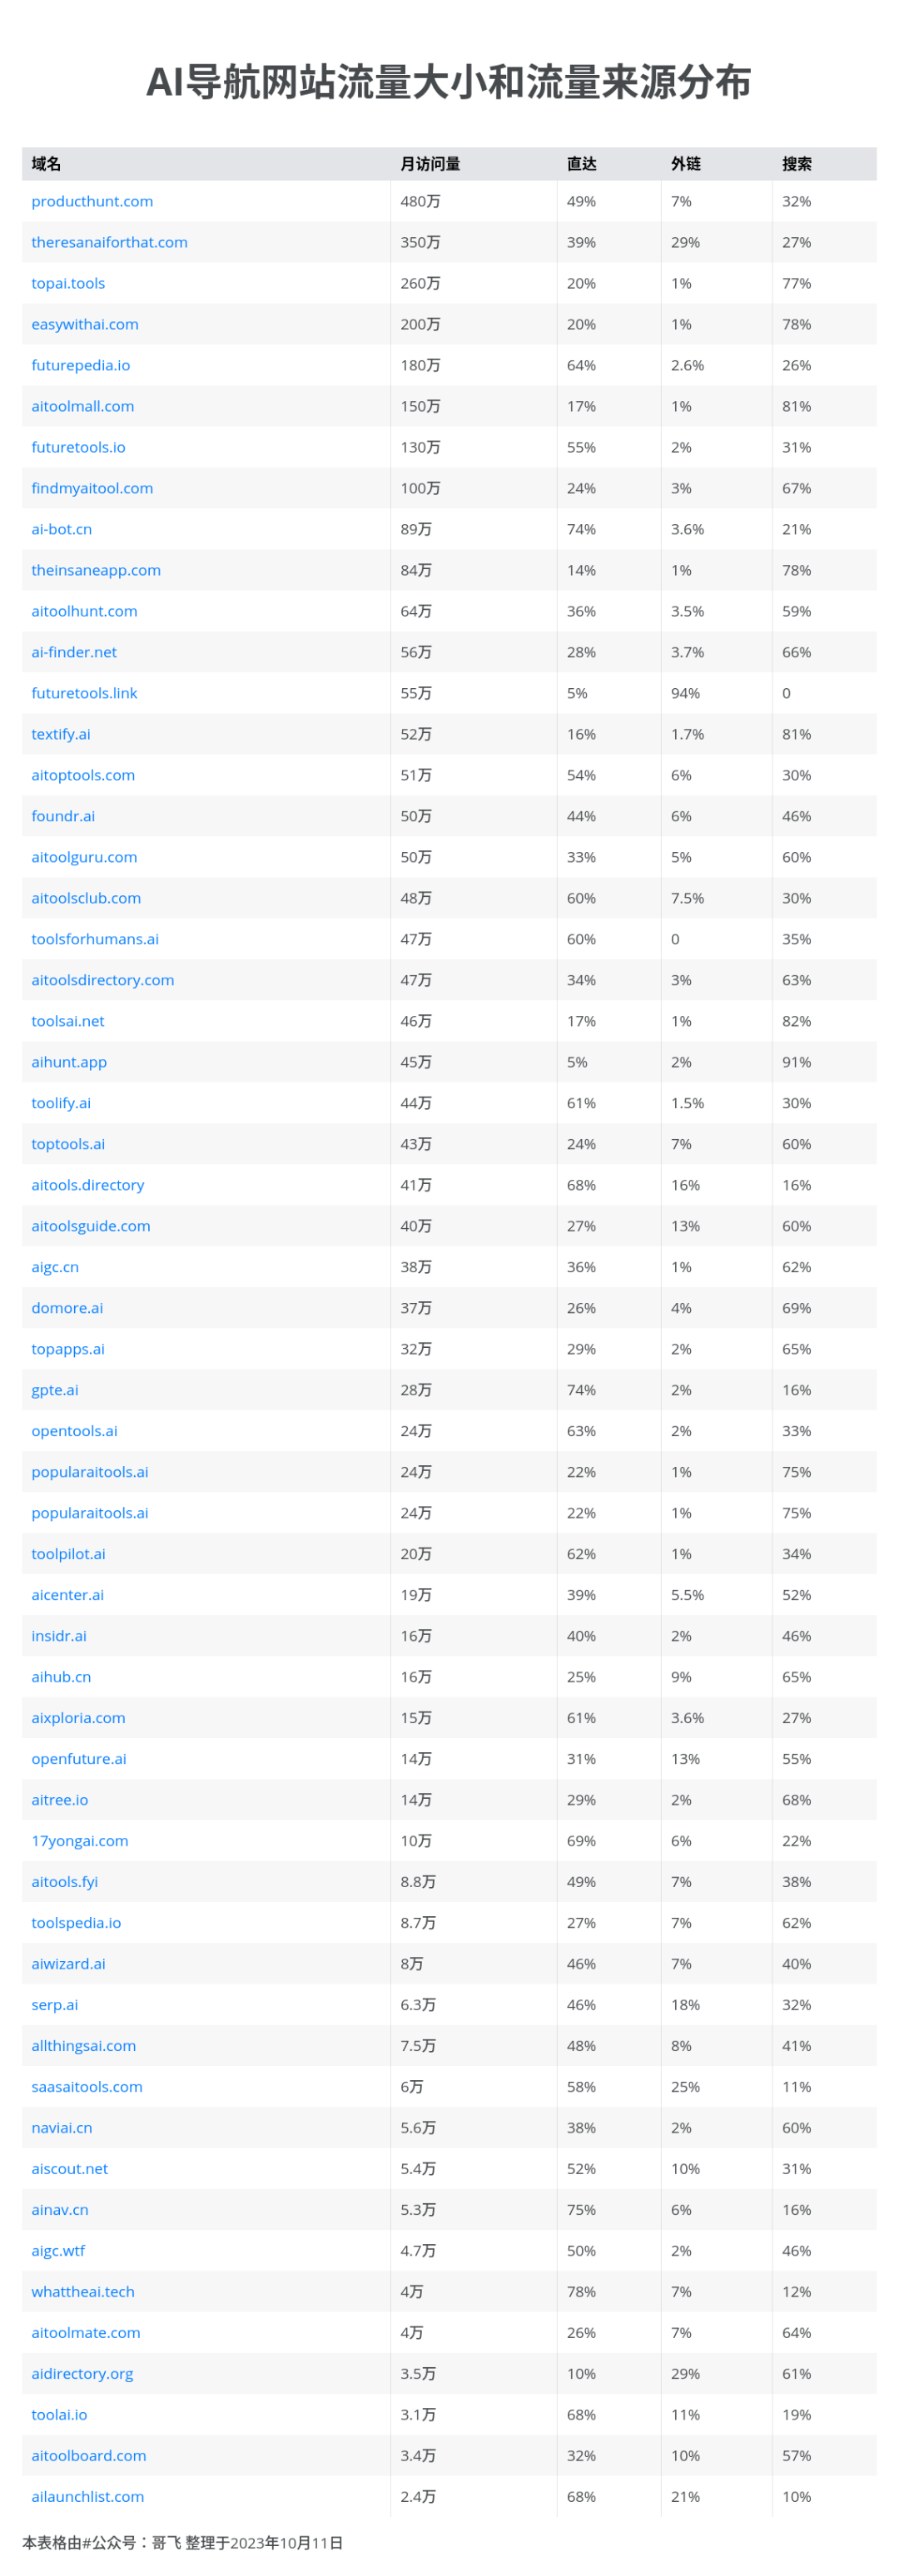 AI导航网站流量大小和流量来源分布
域名 月访问量 直达 外链 搜索
producthunt.com 480万 49% 7% 32%
theresanaiforthat.com 350万 39% 29% 27%
topai.tools 260万 20% 1% 77%
easywithai.com 200万 20% 1% 78%
futurepedia.io 180万 64% 2.6% 26%
aitoolmall.com 150万 17% 1% 81%
futuretools.io 130万 55% 2% 31%
findmyaitool.com 100万 24% 3% 67%
ai-bot.cn 89万 74% 3.6% 21%
theinsaneapp.com 84万 14% 1% 78%
aitoolhunt.com 64万 36% 3.5% 59%
ai-finder.net 56万 28% 3.7% 66%
futuretools.link 55万 5% 94% 0
textify.ai 52万 16% 1.7% 81%
aitoptools.com 51万 54% 6% 30%
foundr.ai 50万 44% 6% 46%
aitoolguru.com 50万 33% 5% 60%
aitoolsclub.com 48万 60% 7.5% 30%
toolsforhumans.ai 47万 60% 0 35%
aitoolsdirectory.com 47万 34% 3% 63%
toolsai.net 46万 17% 1% 82%
aihunt.app 45万 5% 2% 91%
toolify.ai 44万 61% 1.5% 30%
toptools.ai 43万 24% 7% 60%
aitools.directory 41万 68% 16% 16%
aitoolsguide.com 40万 27% 13% 60%
aigc.cn 38万 36% 1% 62%
domore.ai 37万 26% 4% 69%
topapps.ai 32万 29% 2% 65%
gpte.ai 28万 74% 2% 16%
opentools.ai 24万 63% 2% 33%
popularaitools.ai 24万 22% 1% 75%
popularaitools.ai 24万 22% 1% 75%
toolpilot.ai 20万 62% 1% 34%
aicenter.ai 19万 39% 5.5% 52%
insidr.ai 16万 40% 2% 46%
aihub.cn 16万 25% 9% 65%
aixploria.com 15万 61% 3.6% 27%
openfuture.ai 14万 31% 13% 55%
aitree.io 14万 29% 2% 68%
17yongai.com 10万 69% 6% 22%
aitools.fyi 8.8万 49% 7% 38%
toolspedia.io 8.7万 27% 7% 62%
aiwizard.ai 8万 46% 7% 40%
serp.ai 6.3万 46% 18% 32%
allthingsai.com 7.5万 48% 8% 41%
saasaitools.com 6万 58% 25% 11%
naviai.cn 5.6万 38% 2% 60%
aiscout.net 5.4万 52% 10% 31%
ainav.cn 5.3万 75% 6% 16%
aigc.wtf 4.7万 50% 2% 46%
whattheai.tech 4万 78% 7% 12%
aitoolmate.com 4万 26% 7% 64%
aidirectory.org 3.5万 10% 29% 61%
toolai.io 3.1万 68% 11% 19%
aitoolboard.com 3.4万 32% 10% 57%
ailaunchlist.com 2.4万 68% 21% 10%
本表格由#公众号：哥飞 整理于2023年10月11日